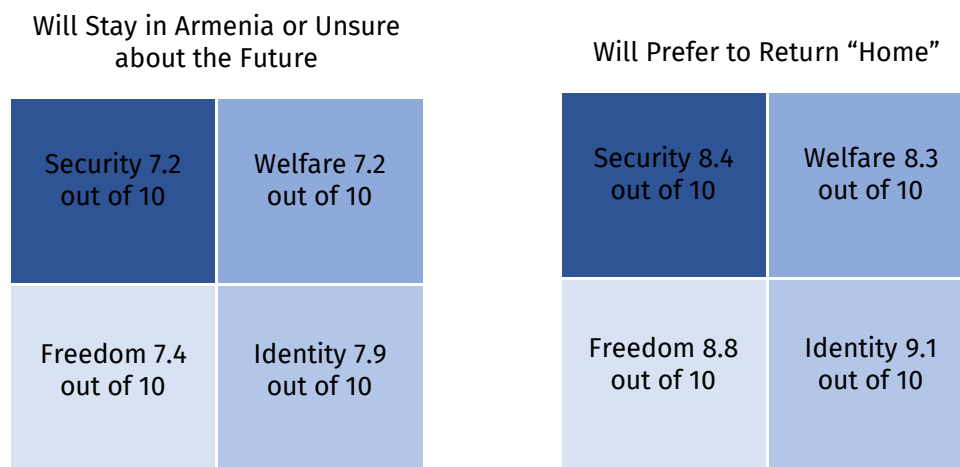 Will Stay in Armenia or Unsure
about the Future
Security 7.2
out of 10
Welfare 7.2
out of 10
Freedom 7.4
out of 10
Identity 7.9
out of 10
Will Prefer to Return “Home”
Security 8.4
out of 10
Welfare 8.3
out of 10
Freedom 8.8
out of 10
Identity 9.1
out of 10